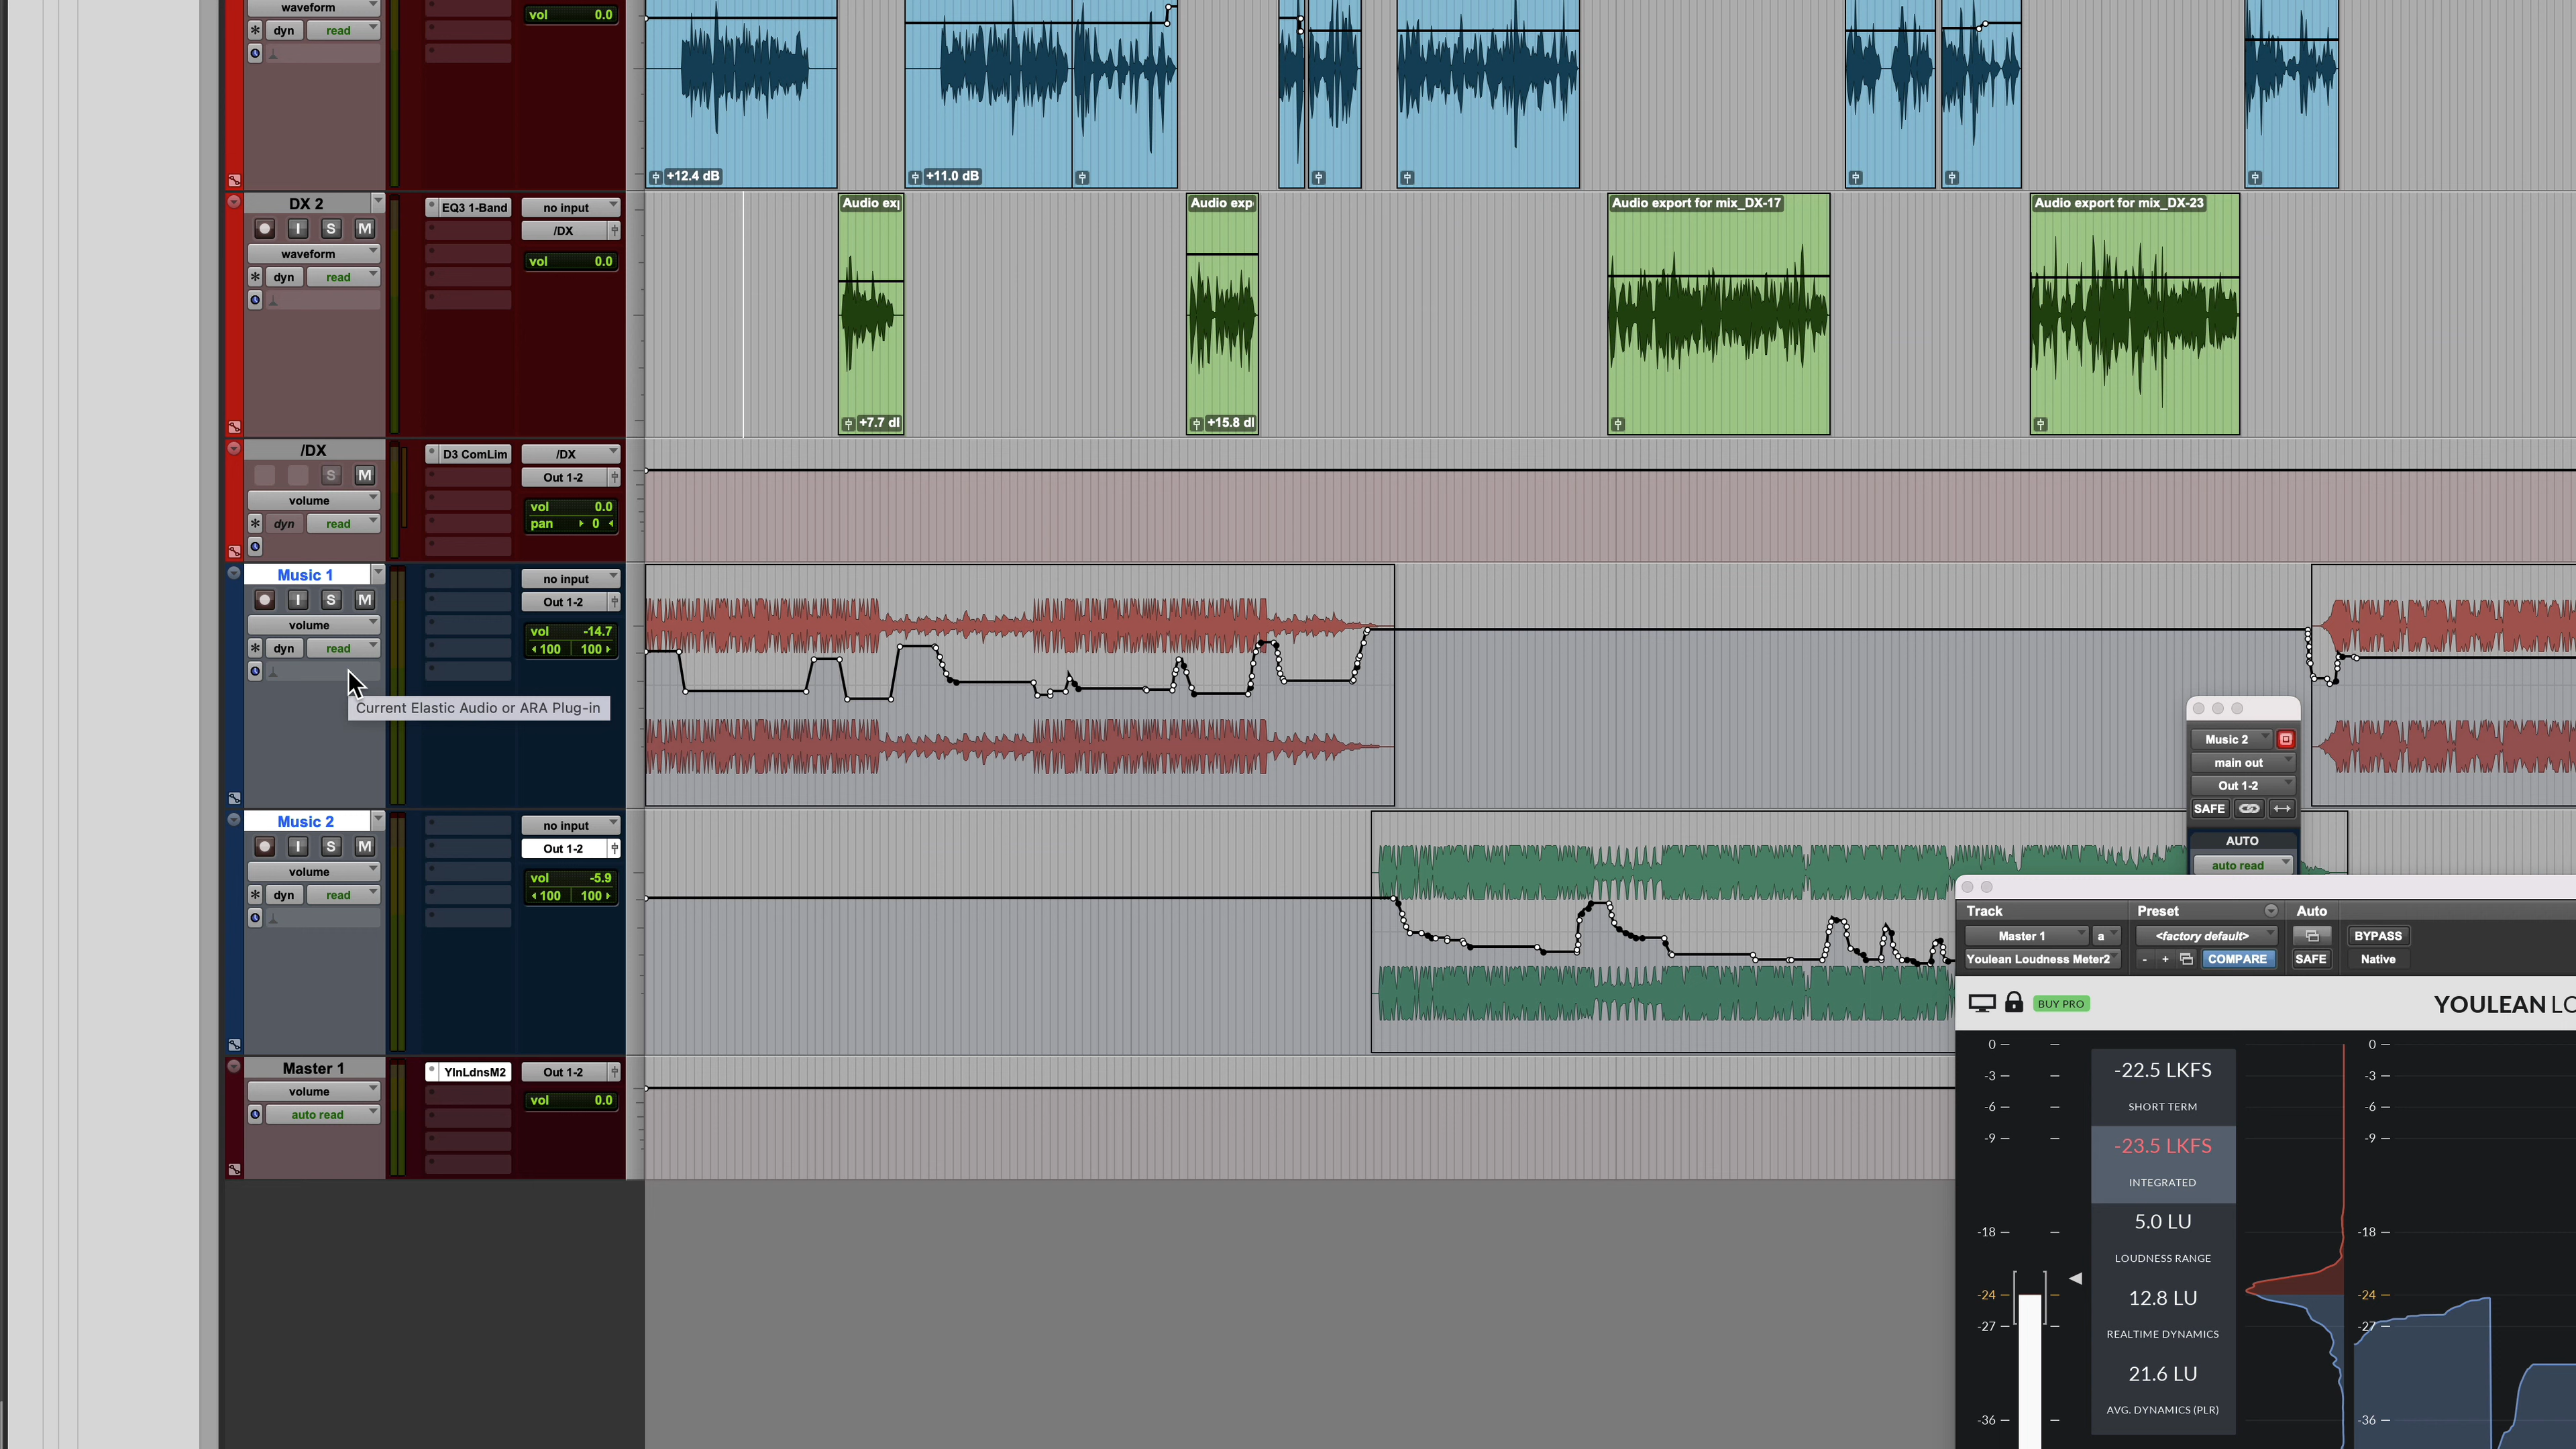 waveform
dyn read
vol 0.0
+12.4 dB
+11.0 dB
DX 2
I S M
waveform
dyn read
EQ3 1-Band
no input
/DX
vol 0.0
Audio exp
+7.7 dB
Audio exp
+15.8 dB
Audio export for mix_DX-17
Audio export for mix_DX-23
/DX
S M
volume
dyn read
D3 ComLim
/DX
Out 1-2
vol 0.0
pan 0
Music 1
I S M
volume
dyn read
no input
Out 1-2
vol -14.7
100 100
Current Elastic Audio or ARA Plug-in
Music 2
I S M
volume
dyn read
no input
Out 1-2
vol -5.9
100 100
Master 1
volume
auto read
YlnLdnsM2
Out 1-2
vol 0.0
Music 2
main out
Out 1-2
SAFE
AUTO
auto read
Track Preset Auto
Master 1 a <factory default> BYPASS
Youlean Loudness Meter2 - + COMPARE SAFE Native
BUY PRO
YOULEAN LO
0
-3
-6
-9
-18
-24
-27
-36
-22.5 LKFS
SHORT TERM
-23.5 LKFS
INTEGRATED
5.0 LU
LOUDNESS RANGE
12.8 LU
REALTIME DYNAMICS
21.6 LU
AVG. DYNAMICS (PLR)
0
-3
-6
-9
-18
-24
-27
-36